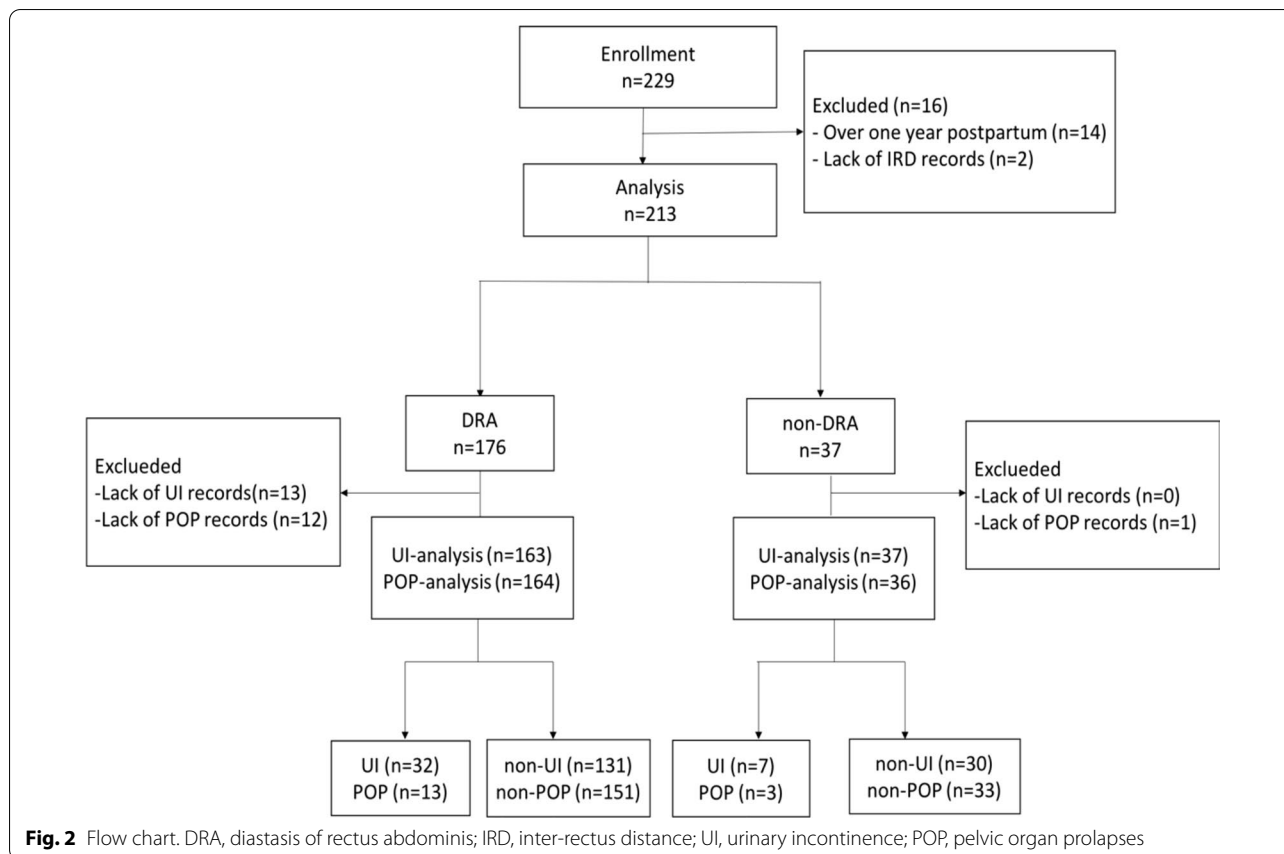 Enrollment
n=229
Excluded (n=16)
- Over one year postpartum (n=14)
- Lack of IRD records (n=2)
Analysis
n=213
DRA
n=176
non-DRA
n=37
Exclueded
-Lack of UI records(n=13)
-Lack of POP records (n=12)
Exclueded
-Lack of UI records (n=0)
-Lack of POP records (n=1)
UI-analysis (n=163)
POP-analysis (n=164)
UI-analysis (n=37)
POP-analysis (n=36)
UI (n=32)
POP (n=13)
non-UI (n=131)
non-POP (n=151)
UI (n=7)
POP (n=3)
non-UI (n=30)
non-POP (n=33)
Fig. 2 Flow chart. DRA, diastasis of rectus abdominis; IRD, inter-rectus distance; UI, urinary incontinence; POP, pelvic organ prolapses